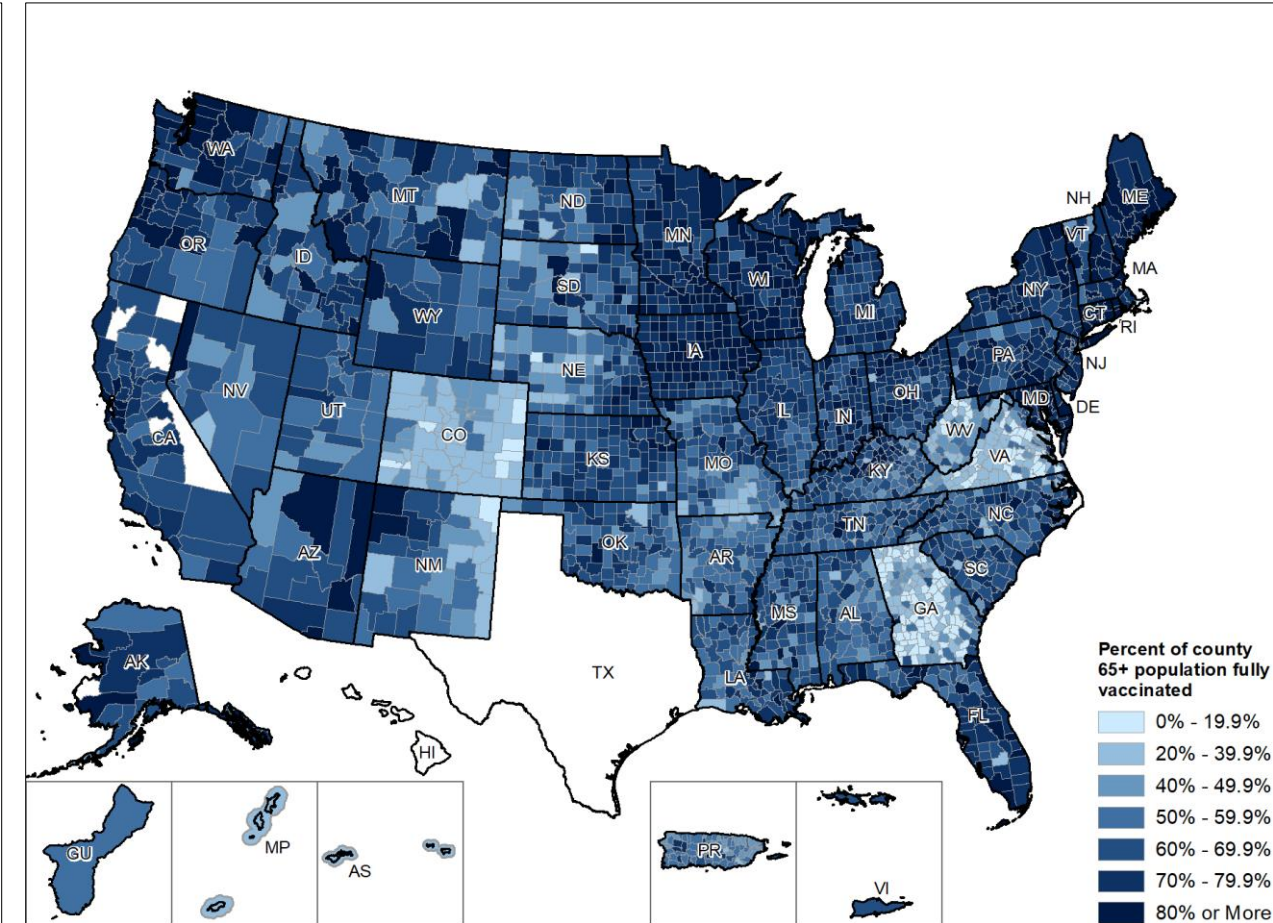 WA
MT
ND
MN
OR
ID
SD
WI
MI
WY
NH
ME
VT
MA
NY
CT
RI
IA
NE
PA
NJ
NV
UT
CO
IL
IN
OH
MD
DE
WV
VA
CA
KS
MO
KY
AZ
NM
OK
AR
TN
NC
SC
MS
AL
GA
TX
LA
FL
AK
HI
GU
MP
AS
PR
VI
Percent of county
65+ population fully
vaccinated
0% - 19.9%
20% - 39.9%
40% - 49.9%
50% - 59.9%
60% - 69.9%
70% - 79.9%
80% or More